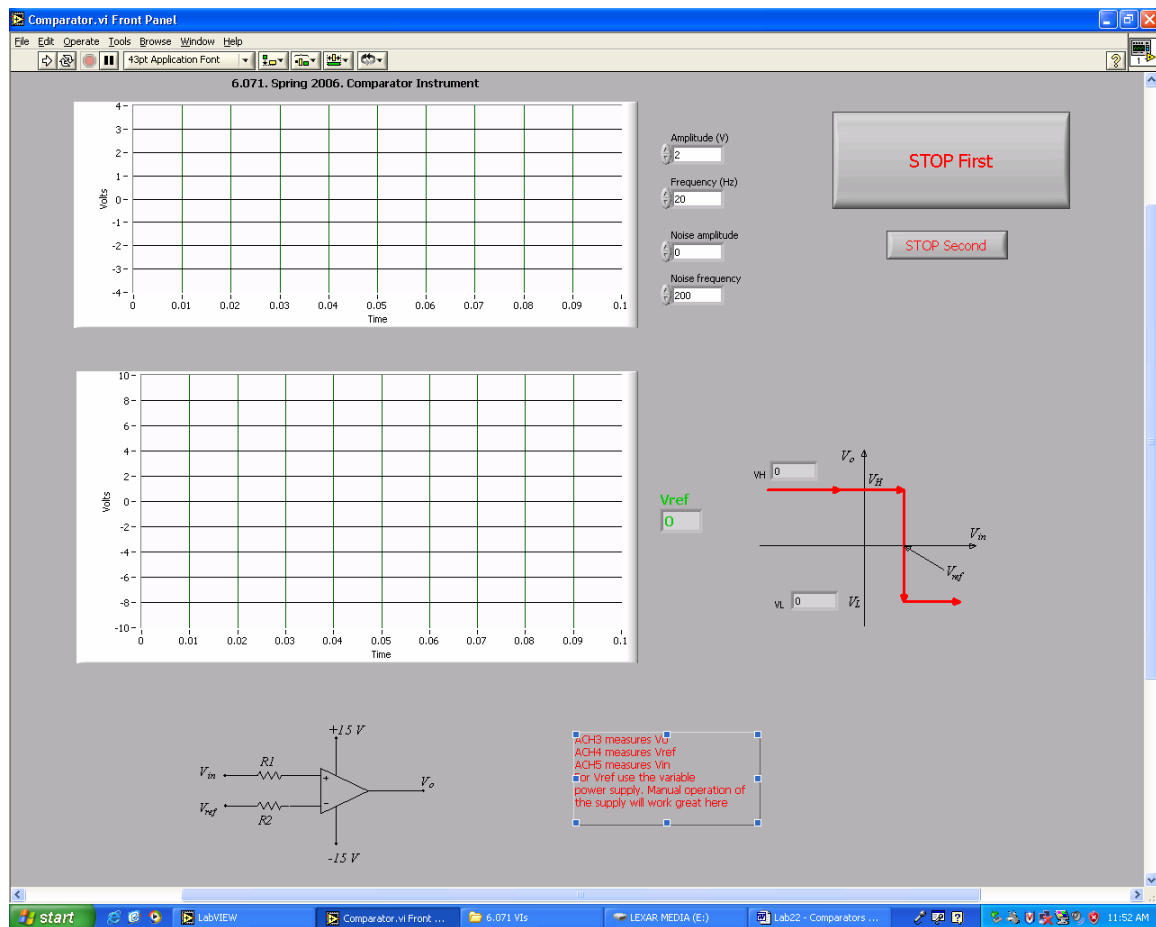 Comparator.vi Front Panel
File Edit Operate Tools Browse Window Help
43pt Application Font
1
6.071. Spring 2006. Comparator Instrument
4
3
2
1
0
-1
-2
-3
-4
Volts
0 0.01 0.02 0.03 0.04 0.05 0.06 0.07 0.08 0.09 0.1
Time
Amplitude (V)
2
Frequency (Hz)
20
Noise amplitude
0
Noise frequency
200
STOP First
STOP Second
10
8
6
4
2
0
-2
-4
-6
-8
-10
Volts
0 0.01 0.02 0.03 0.04 0.05 0.06 0.07 0.08 0.09 0.1
Time
Vref
0
Vo
VH 0
VH
Vin
Vref
VL 0
VL
+15 V
R1
Vin
+
Vo
Vref
-
R2
-15 V
ACH3 measures Vo
ACH4 measures Vref
ACH5 measures Vin
For Vref use the variable
power supply. Manual operation of
the supply will work great here
start LabVIEW Comparator.vi Front ... 6.071 VIs LEXAR MEDIA (E:) Lab22 - Comparators ... 11:52 AM